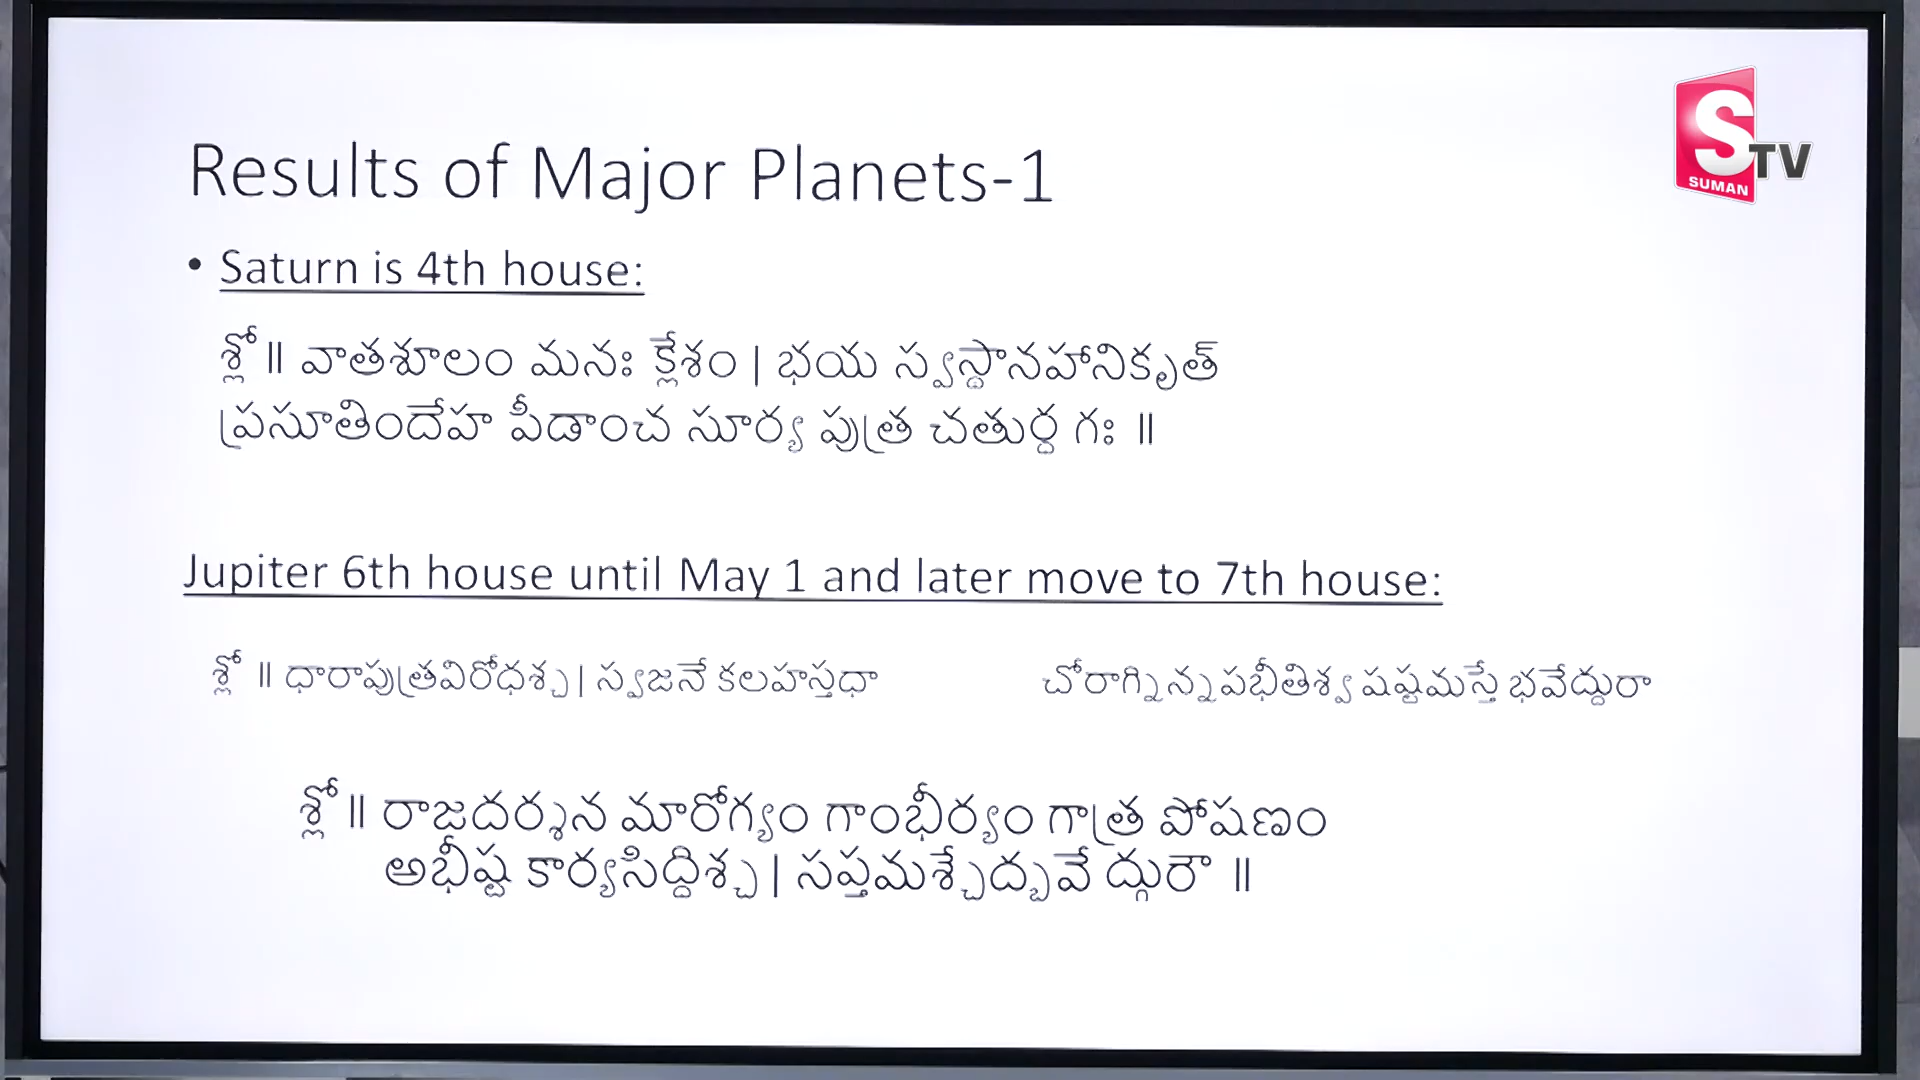 Results of Major Planets-1
STV
SUMAN
• Saturn is 4th house:
శ్లో॥ వాతశూలం మనః క్లేశం | భయ స్వస్థానహానికృత్
ప్రసూతిందేహ పీడాంచ సూర్య పుత్ర చతుర్ధ గః ॥
Jupiter 6th house until May 1 and later move to 7th house:
శ్లో ॥ ధారాపుత్రవిరోధశ్చ | స్వజనే కలహస్తధా చోరాగ్నిన్నపభీతిశ్వ షష్టమస్తే భవేద్దురా
శ్లో॥ రాజదర్శన మారోగ్యం గాంభీర్యం గాత్ర పోషణం
అభీష్ట కార్యసిద్దిశ్చ | సప్తమశ్చేద్భవే ద్గురౌ ॥